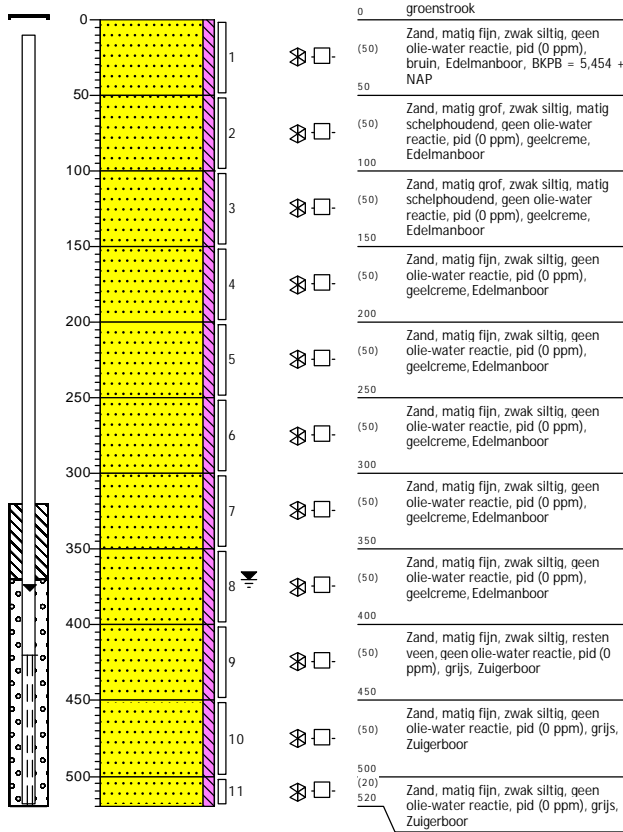 0
50
100
150
200
250
300
350
400
450
500
1
2
3
4
5
6
7
8
9
10
11
0
groenstrook
(50)
Zand, matig fijn, zwak siltig, geen
olie-water reactie, pid (0 ppm),
bruin, Edelmanboor, BKPB = 5,454 +
NAP
50
(50)
Zand, matig grof, zwak siltig, matig
schelphoudend, geen olie-water
reactie, pid (0 ppm), geelcreme,
Edelmanboor
100
(50)
Zand, matig grof, zwak siltig, matig
schelphoudend, geen olie-water
reactie, pid (0 ppm), geelcreme,
Edelmanboor
150
(50)
Zand, matig fijn, zwak siltig, geen
olie-water reactie, pid (0 ppm),
geelcreme, Edelmanboor
200
(50)
Zand, matig fijn, zwak siltig, geen
olie-water reactie, pid (0 ppm),
geelcreme, Edelmanboor
250
(50)
Zand, matig fijn, zwak siltig, geen
olie-water reactie, pid (0 ppm),
geelcreme, Edelmanboor
300
(50)
Zand, matig fijn, zwak siltig, geen
olie-water reactie, pid (0 ppm),
geelcreme, Edelmanboor
350
(50)
Zand, matig fijn, zwak siltig, geen
olie-water reactie, pid (0 ppm),
geelcreme, Edelmanboor
400
(50)
Zand, matig fijn, zwak siltig, resten
veen, geen olie-water reactie, pid (0
ppm), grijs, Zuigerboor
450
(50)
Zand, matig fijn, zwak siltig, geen
olie-water reactie, pid (0 ppm), grijs,
Zuigerboor
500
(20)
520
Zand, matig fijn, zwak siltig, geen
olie-water reactie, pid (0 ppm), grijs,
Zuigerboor